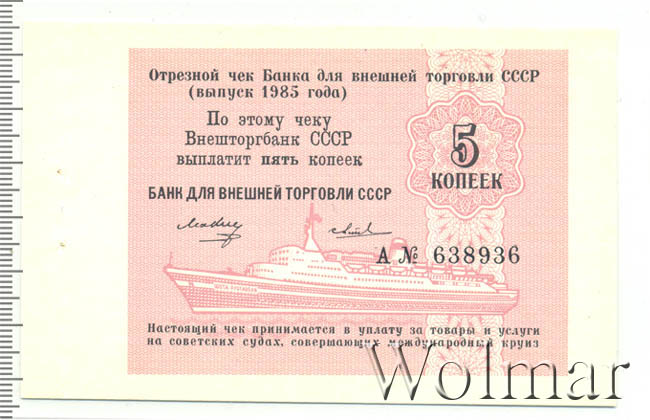 Отрезной чек Банка для внешней торговли СССР
(выпуск 1985 года)
По этому чеку
Внешторгбанк СССР
выплатит пять копеек
5
КОПЕЕК
БАНК ДЛЯ ВНЕШНЕЙ ТОРГОВЛИ СССР
А № 638936
Настоящий чек принимается в уплату за товары и услуги
на советских судах, совершающих международный круиз
Wolmar